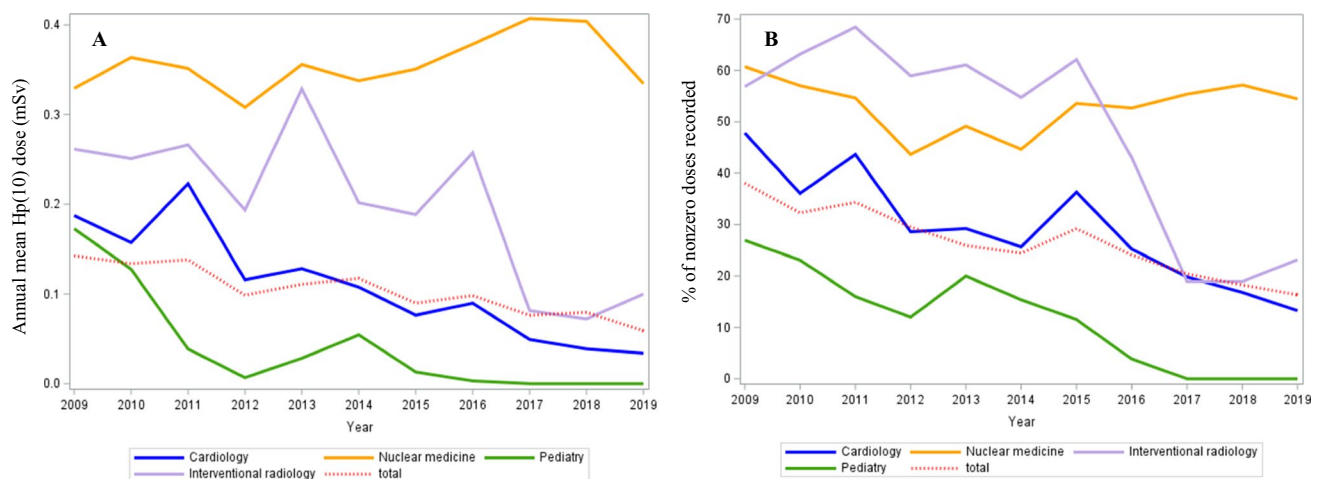 A
Annual mean Hp(10) dose (mSv)
0.4
0.3
0.2
0.1
0.0
2009 2010 2011 2012 2013 2014 2015 2016 2017 2018 2019
Year
Cardiology Nuclear medicine Pediatry
Interventional radiology total
B
% of nonzero doses recorded
70
60
50
40
30
20
10
0
2009 2010 2011 2012 2013 2014 2015 2016 2017 2018 2019
Year
Cardiology Nuclear medicine Interventional radiology
Pediatry total